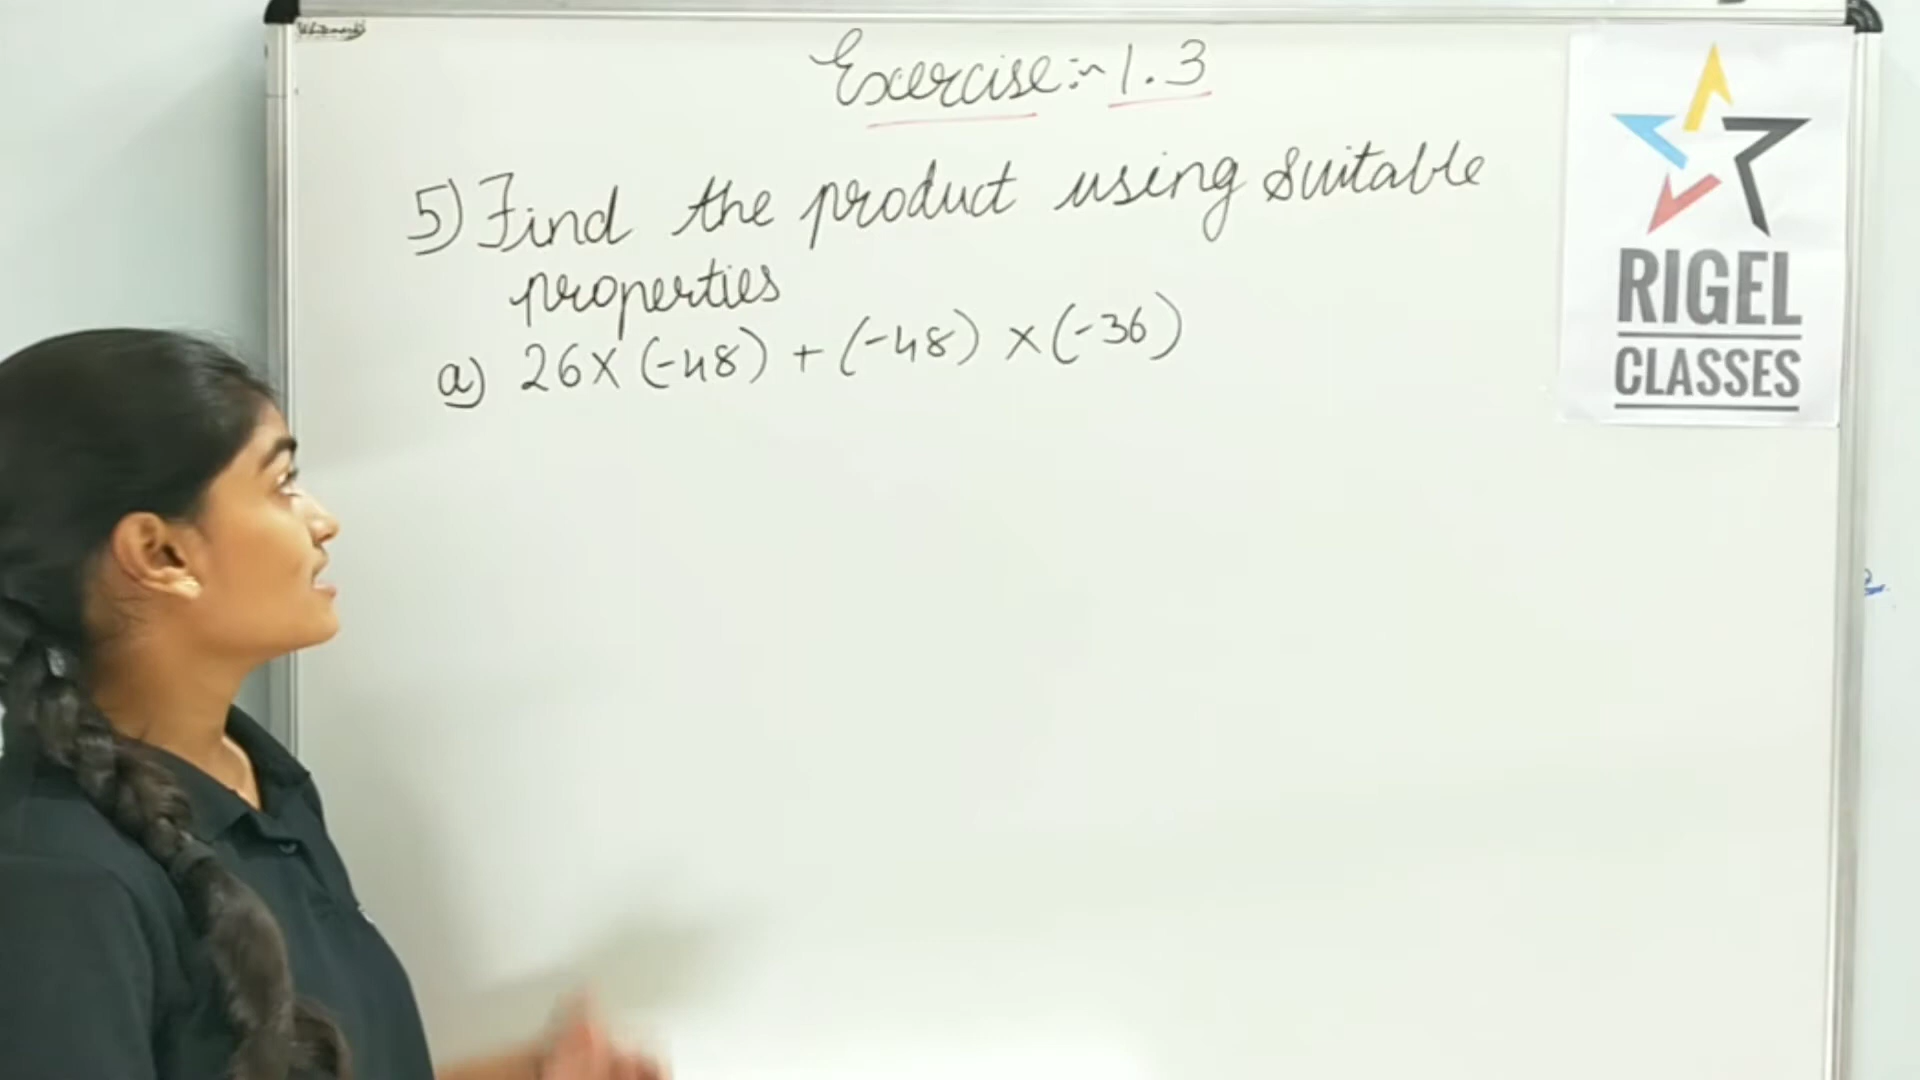 Exercise:- 1.3
5) Find the product using suitable
properties
a) 26 x (-48) + (-48) x (-36)
RIGEL
CLASSES